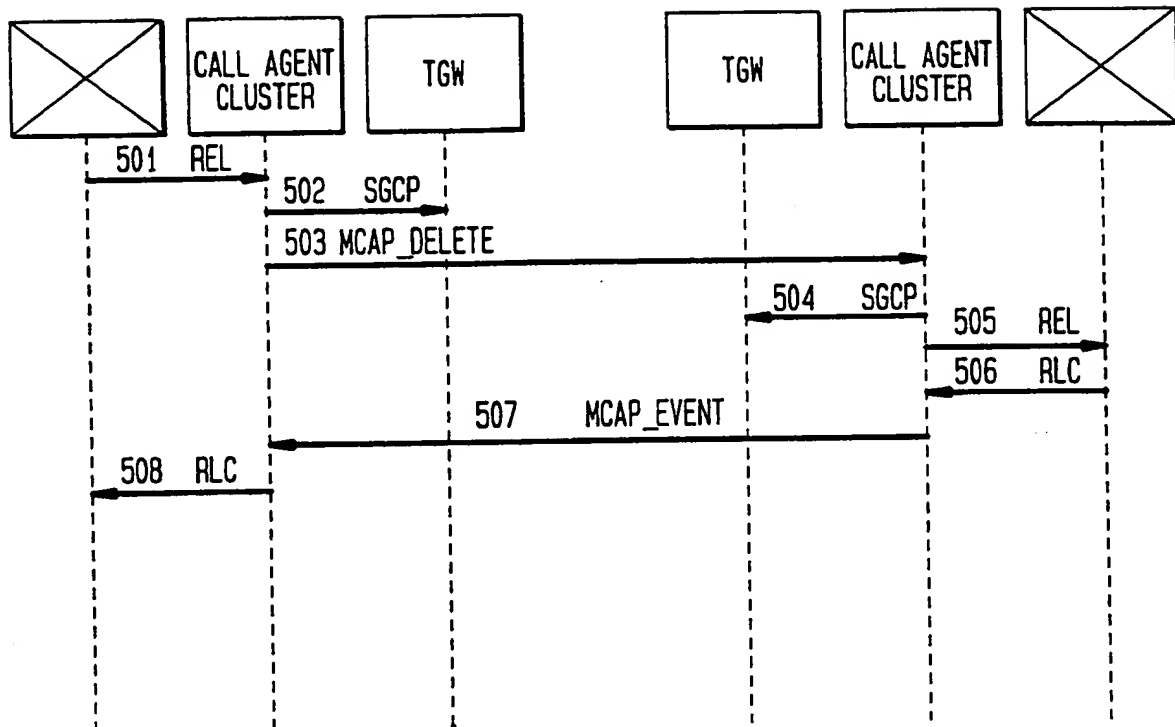 CALL AGENT
CLUSTER
TGW
TGW
CALL AGENT
CLUSTER
501 REL
502 SGCP
503 MCAP_DELETE
504 SGCP
505 REL
506 RLC
507 MCAP_EVENT
508 RLC